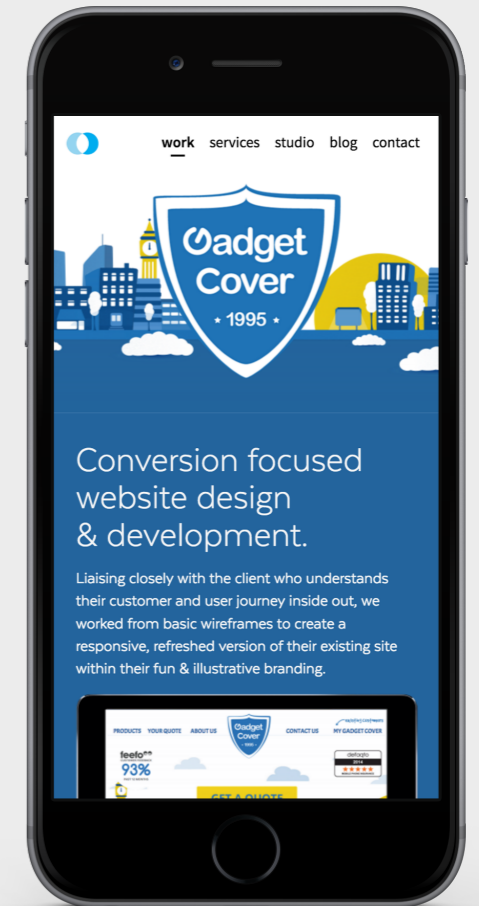 work services studio blog contact
Gadget
Cover
1995
Conversion focused
website design
& development.
Liaising closely with the client who understands
their customer and user journey inside out, we
worked from basic wireframes to create a
responsive, refreshed version of their existing site
within their fun & illustrative branding.
PRODUCTS YOUR QUOTE ABOUT US
Gadget
Cover
1995
CONTACT US MY GADGET COVER
feefo
93%
defaqto
2014
GET A QUOTE